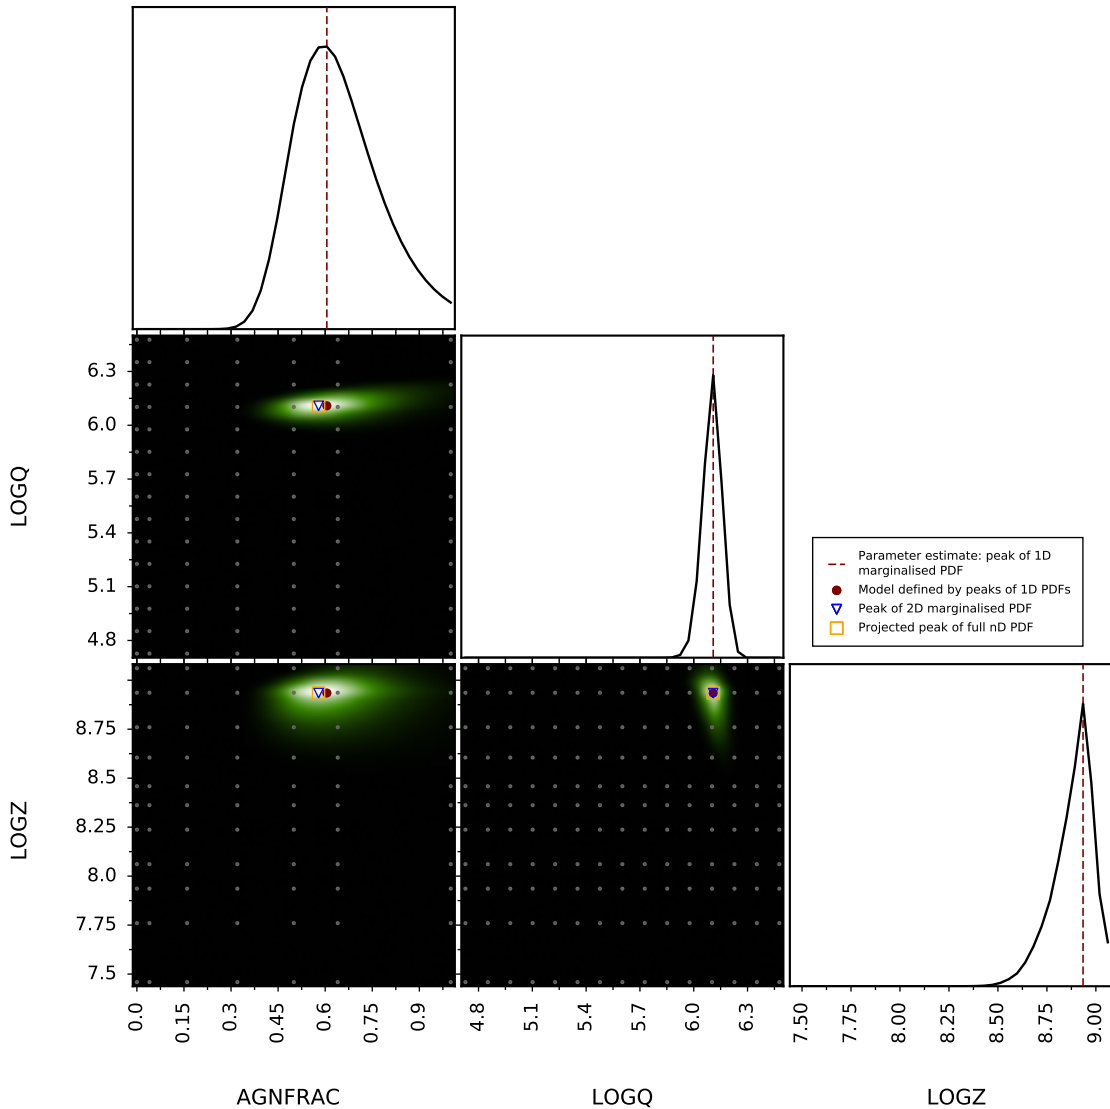 6.3
6.0
5.7
5.4
5.1
4.8
LOGQ
Parameter estimate: peak of 1D
marginalised PDF
Model defined by peaks of 1D PDFs
Peak of 2D marginalised PDF
Projected peak of full nD PDF
8.75
8.5
8.25
8.0
7.75
7.5
LOGZ
0.0 0.15 0.3 0.45 0.6 0.75 0.9
4.8 5.1 5.4 5.7 6.0 6.3
7.50 7.75 8.00 8.25 8.50 8.75 9.00
AGNFRAC LOGQ LOGZ